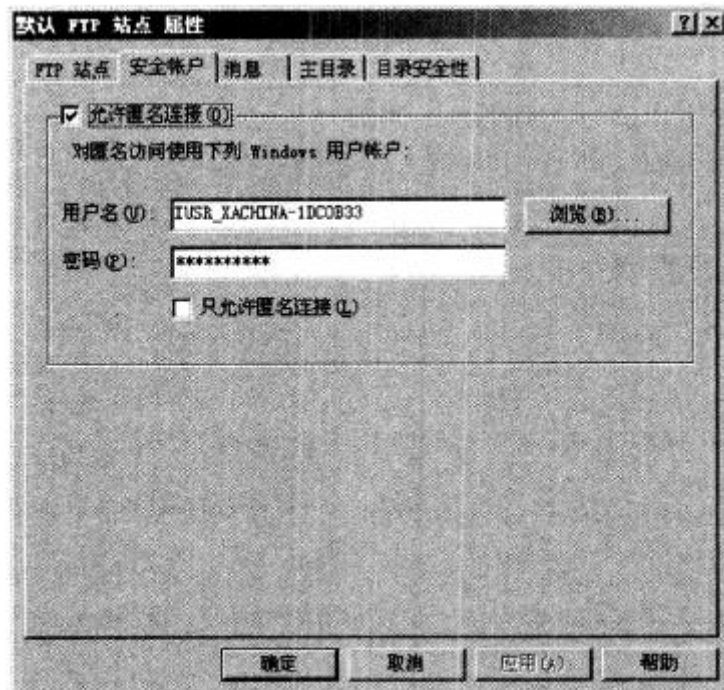 默认 FTP 站点 属性
FTP 站点 安全帐户 消息 主目录 目录安全性
允许匿名连接(O)
对匿名访问使用下列 Windows 用户帐户:
用户名(U): IUSR_XACHINA-1DCOB33 浏览(B)...
密码(P): **********
只允许匿名连接(L)
确定 取消 应用(A) 帮助